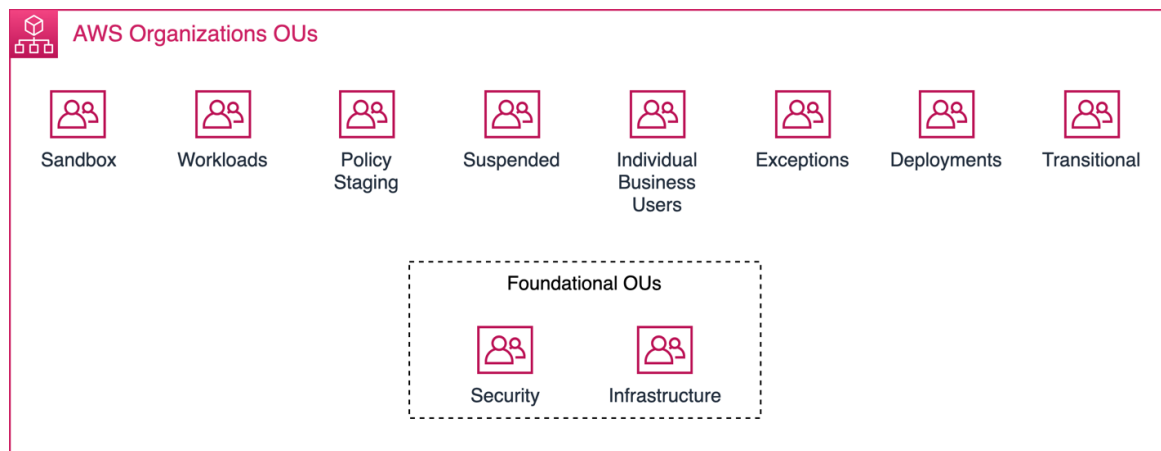 AWS Organizations OUs
Sandbox
Workloads
Policy
Staging
Suspended
Individual
Business
Users
Exceptions
Deployments
Transitional
Foundational OUs
Security
Infrastructure